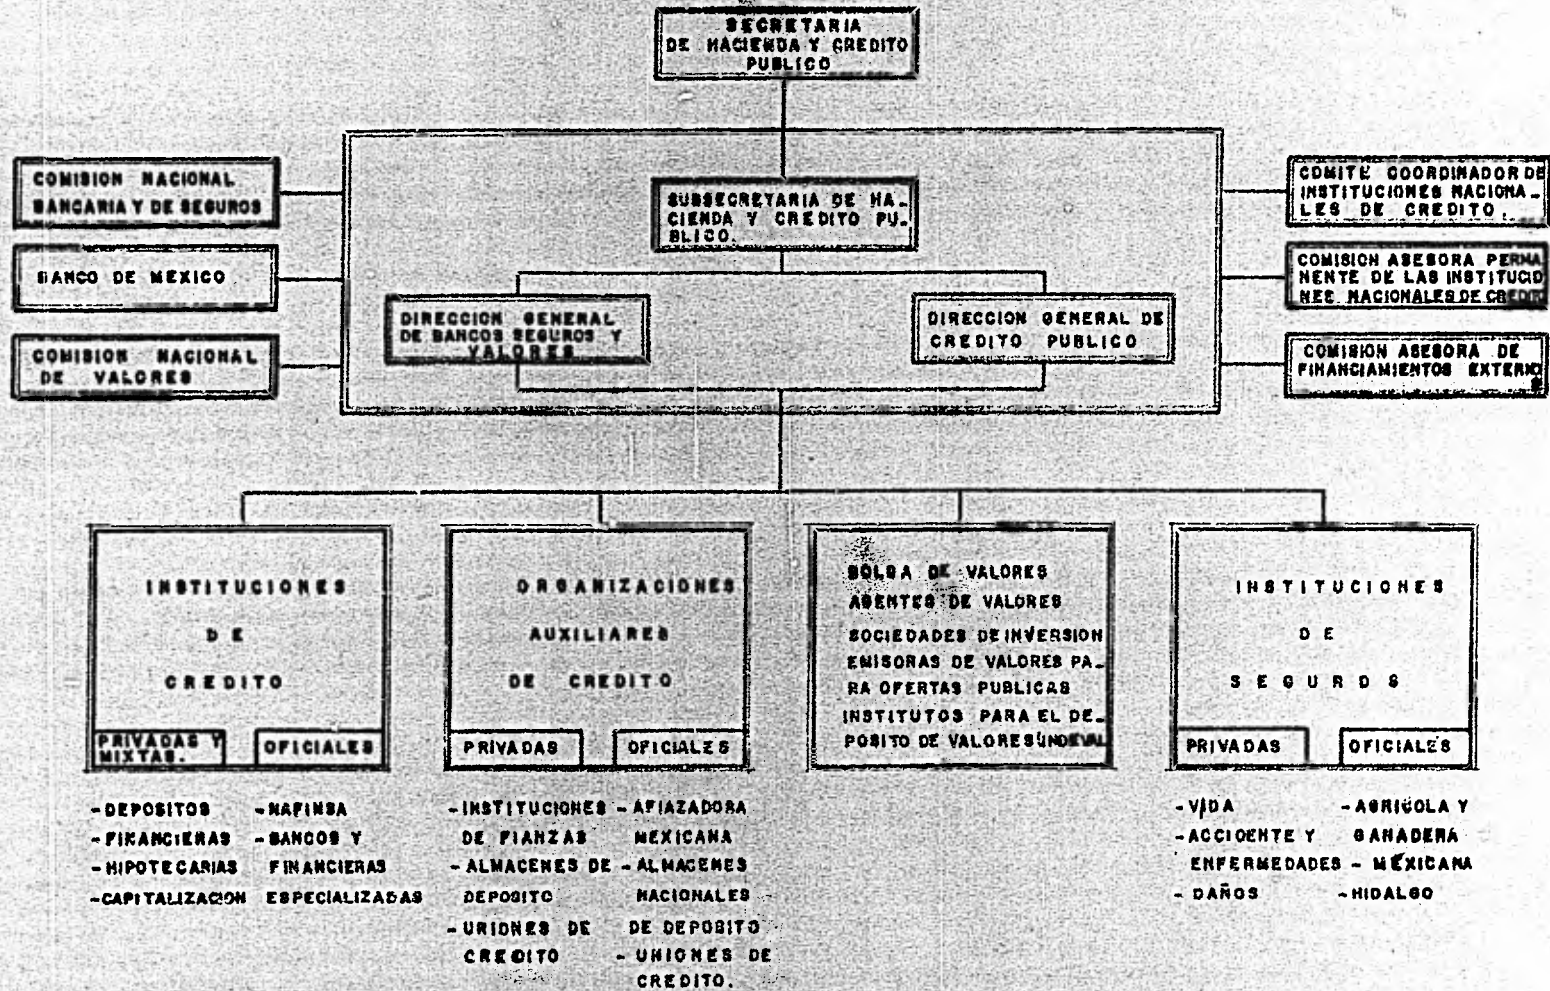 SECRETARIA
DE HACIENDA Y CREDITO
PUBLICO
COMISION NACIONAL
BANCARIA Y DE SEGUROS
BANCO DE MEXICO
COMISION NACIONAL
DE VALORES
SUBSECRETARIA DE HA-
CIENDA Y CREDITO PU-
BLICO.
DIRECCION GENERAL
DE BANCOS SEGUROS Y
VALORES
DIRECCION GENERAL DE
CREDITO PUBLICO
COMITE COORDINADOR DE
INSTITUCIONES NACIONA-
LES DE CREDITO.
COMISION ASESORA PERMA
NENTE DE LAS INSTITUCIO
NES NACIONALES DE CREDITO
COMISION ASESORA DE
FINANCIAMIENTOS EXTERNO
S
INSTITUCIONES
DE
CREDITO
PRIVADAS Y
MIXTAS.
OFICIALES
- DEPOSITOS
- FINANCIERAS
- HIPOTECARIAS
- CAPITALIZACION
- NAFINSA
- BANCOS Y
FINANCIERAS
ESPECIALIZADAS
ORGANIZACIONES
AUXILIARES
DE CREDITO
PRIVADAS
OFICIALES
- INSTITUCIONES
DE FIANZAS
- ALMACENES DE
DEPOSITO
- UNIONES DE
CREDITO
- AFIAZADORA
MEXICANA
- ALMACENES
NACIONALES
DE DEPOSITO
- UNIONES DE
CREDITO.
BOLSA DE VALORES
AGENTES DE VALORES
SOCIEDADES DE INVERSION
EMISORAS DE VALORES PA-
RA OFERTAS PUBLICAS
INSTITUTOS PARA EL DE-
POSITO DE VALORES
INSTITUCIONES
DE
SEGUROS
PRIVADAS
OFICIALES
- VIDA
- ACCIDENTE Y
ENFERMEDADES
- DAÑOS
- AGRICOLA Y
GANADERA
- MEXICANA
- HIDALGO